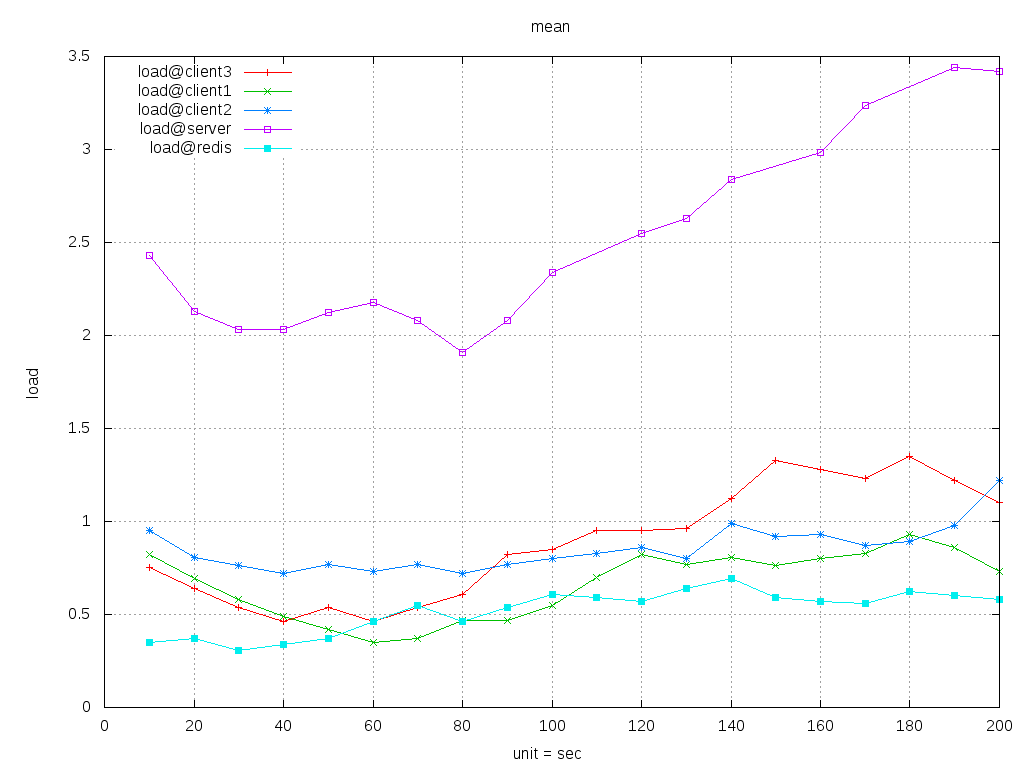 mean
3.5
3
2.5
2
1.5
1
0.5
0
load
load@client3
load@client1
load@client2
load@server
load@redis
0 20 40 60 80 100 120 140 160 180 200
unit = sec